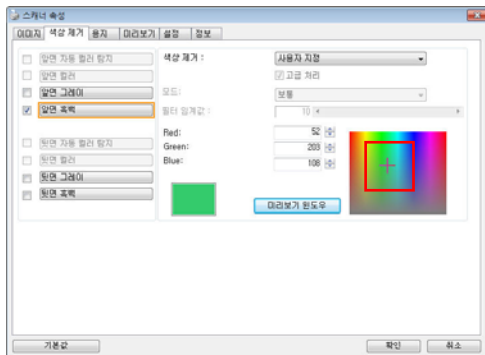 스캐너 속성
이미지 색상 제거 용지 미리보기 설정 정보
앞면 자동 컬러 탐지
앞면 컬러
앞면 그레이
앞면 흑백
뒷면 자동 컬러 탐지
뒷면 컬러
뒷면 그레이
뒷면 흑백
색상 제거 : 사용자 지정
고급 처리
모드: 보통
필터 임계값 : 10
Red: 52
Green: 203
Blue: 108
미리보기 윈도우
기본값 확인 취소